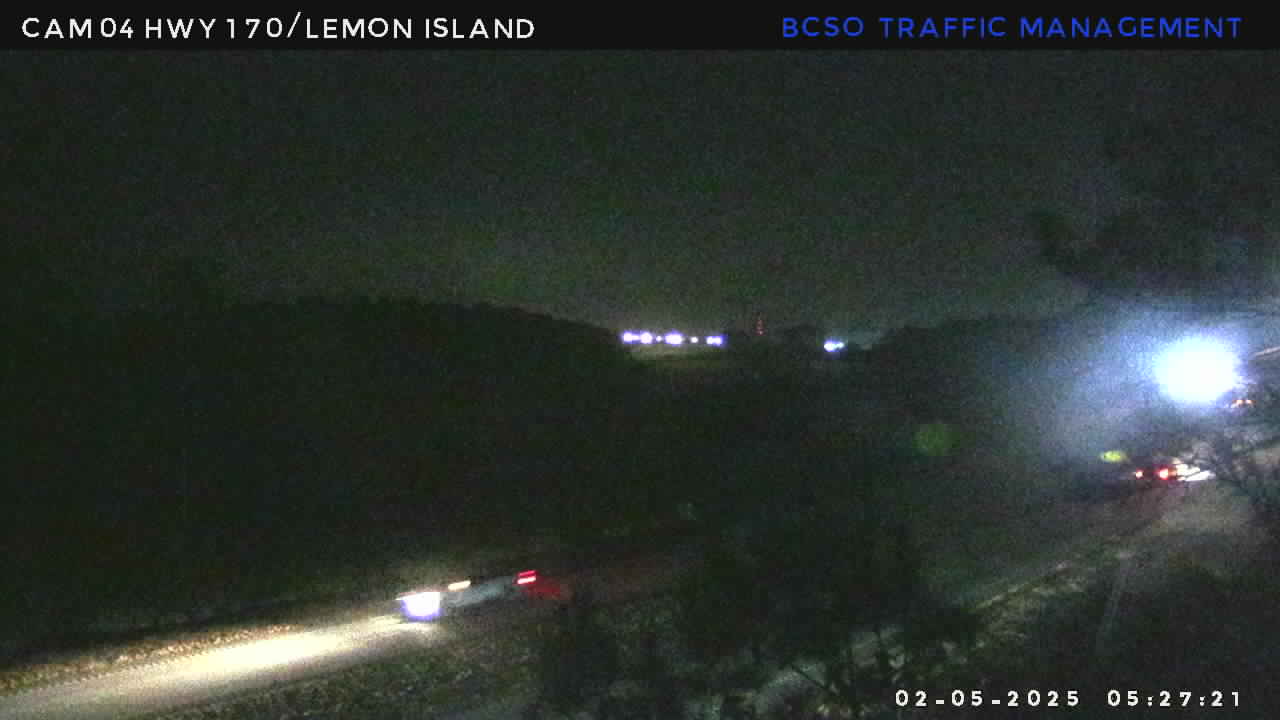 CAM04 HWY 170/LEMON ISLAND
BCSO TRAFFIC MANAGEMENT
02-05-2025 05:27:21